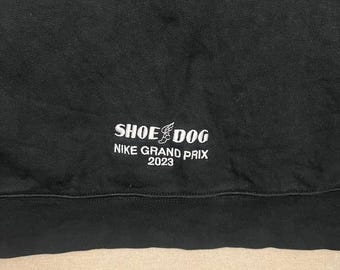 SHOE DOG
NIKE GRAND PRIX
2023